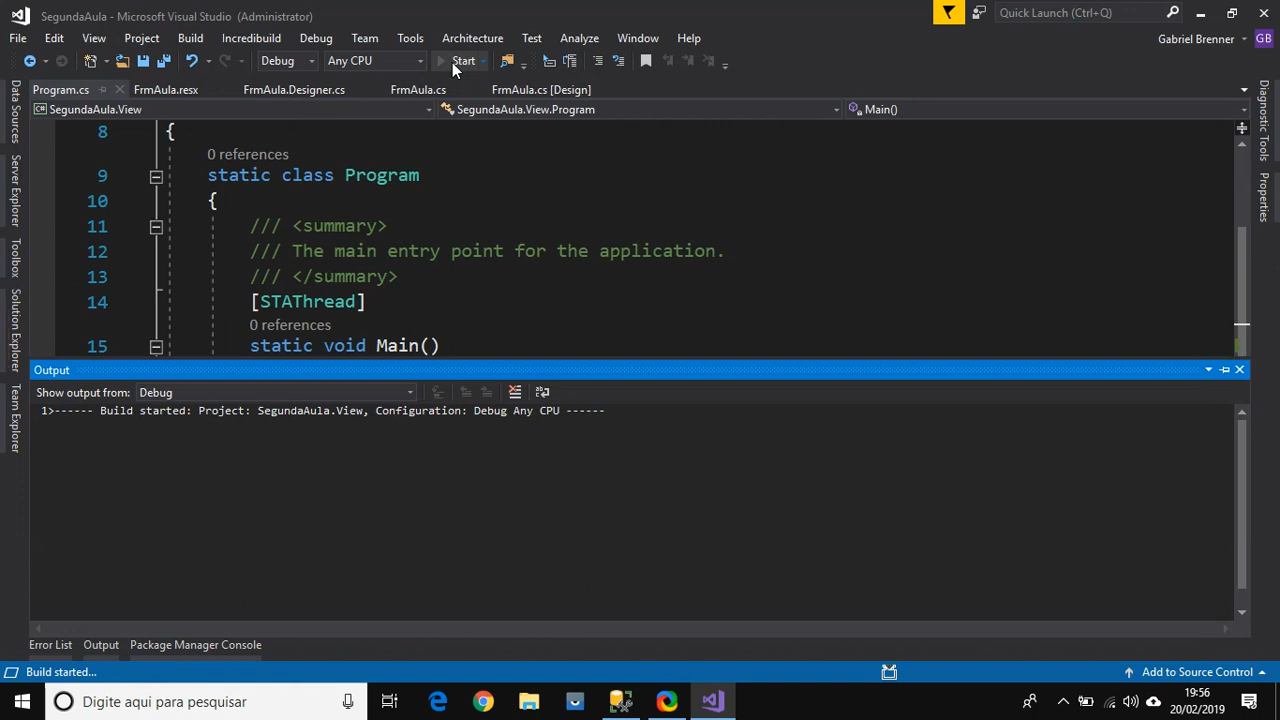 SegundaAula - Microsoft Visual Studio (Administrator)
Quick Launch (Ctrl+Q)
File Edit View Project Build Incredibuild Debug Team Tools Architecture Test Analyze Window Help
Gabriel Brenner
GB
Debug
Any CPU
Start
Program.cs
FrmAula.resx
FrmAula.Designer.cs
FrmAula.cs
FrmAula.cs [Design]
SegundaAula.View
SegundaAula.View.Program
Main()
Data Sources
Server Explorer
Toolbox
Solution Explorer
Team Explorer
Diagnostic Tools
Properties
8 {
0 references
9 static class Program
10 {
11 /// <summary>
12 /// The main entry point for the application.
13 /// </summary>
14 [STAThread]
0 references
15 static void Main()
Output
Show output from: Debug
1>------ Build started: Project: SegundaAula.View, Configuration: Debug Any CPU ------
Error List Output Package Manager Console
Build started...
Add to Source Control
Digite aqui para pesquisar
19:56
20/02/2019